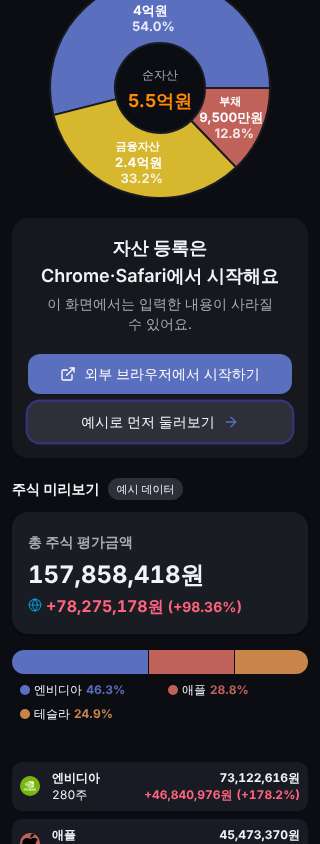 4억원
54.0%
순자산
5.5억원
부채
9,500만원
12.8%
금융자산
2.4억원
33.2%
자산 등록은
Chrome·Safari에서 시작해요
이 화면에서는 입력한 내용이 사라질
수 있어요.
외부 브라우저에서 시작하기
예시로 먼저 둘러보기 →
주식 미리보기 예시 데이터
총 주식 평가금액
157,858,418원
+78,275,178원 (+98.36%)
엔비디아 46.3% 애플 28.8%
테슬라 24.9%
엔비디아 73,122,616원
280주 +46,840,976원 (+178.2%)
애플 45,473,370원